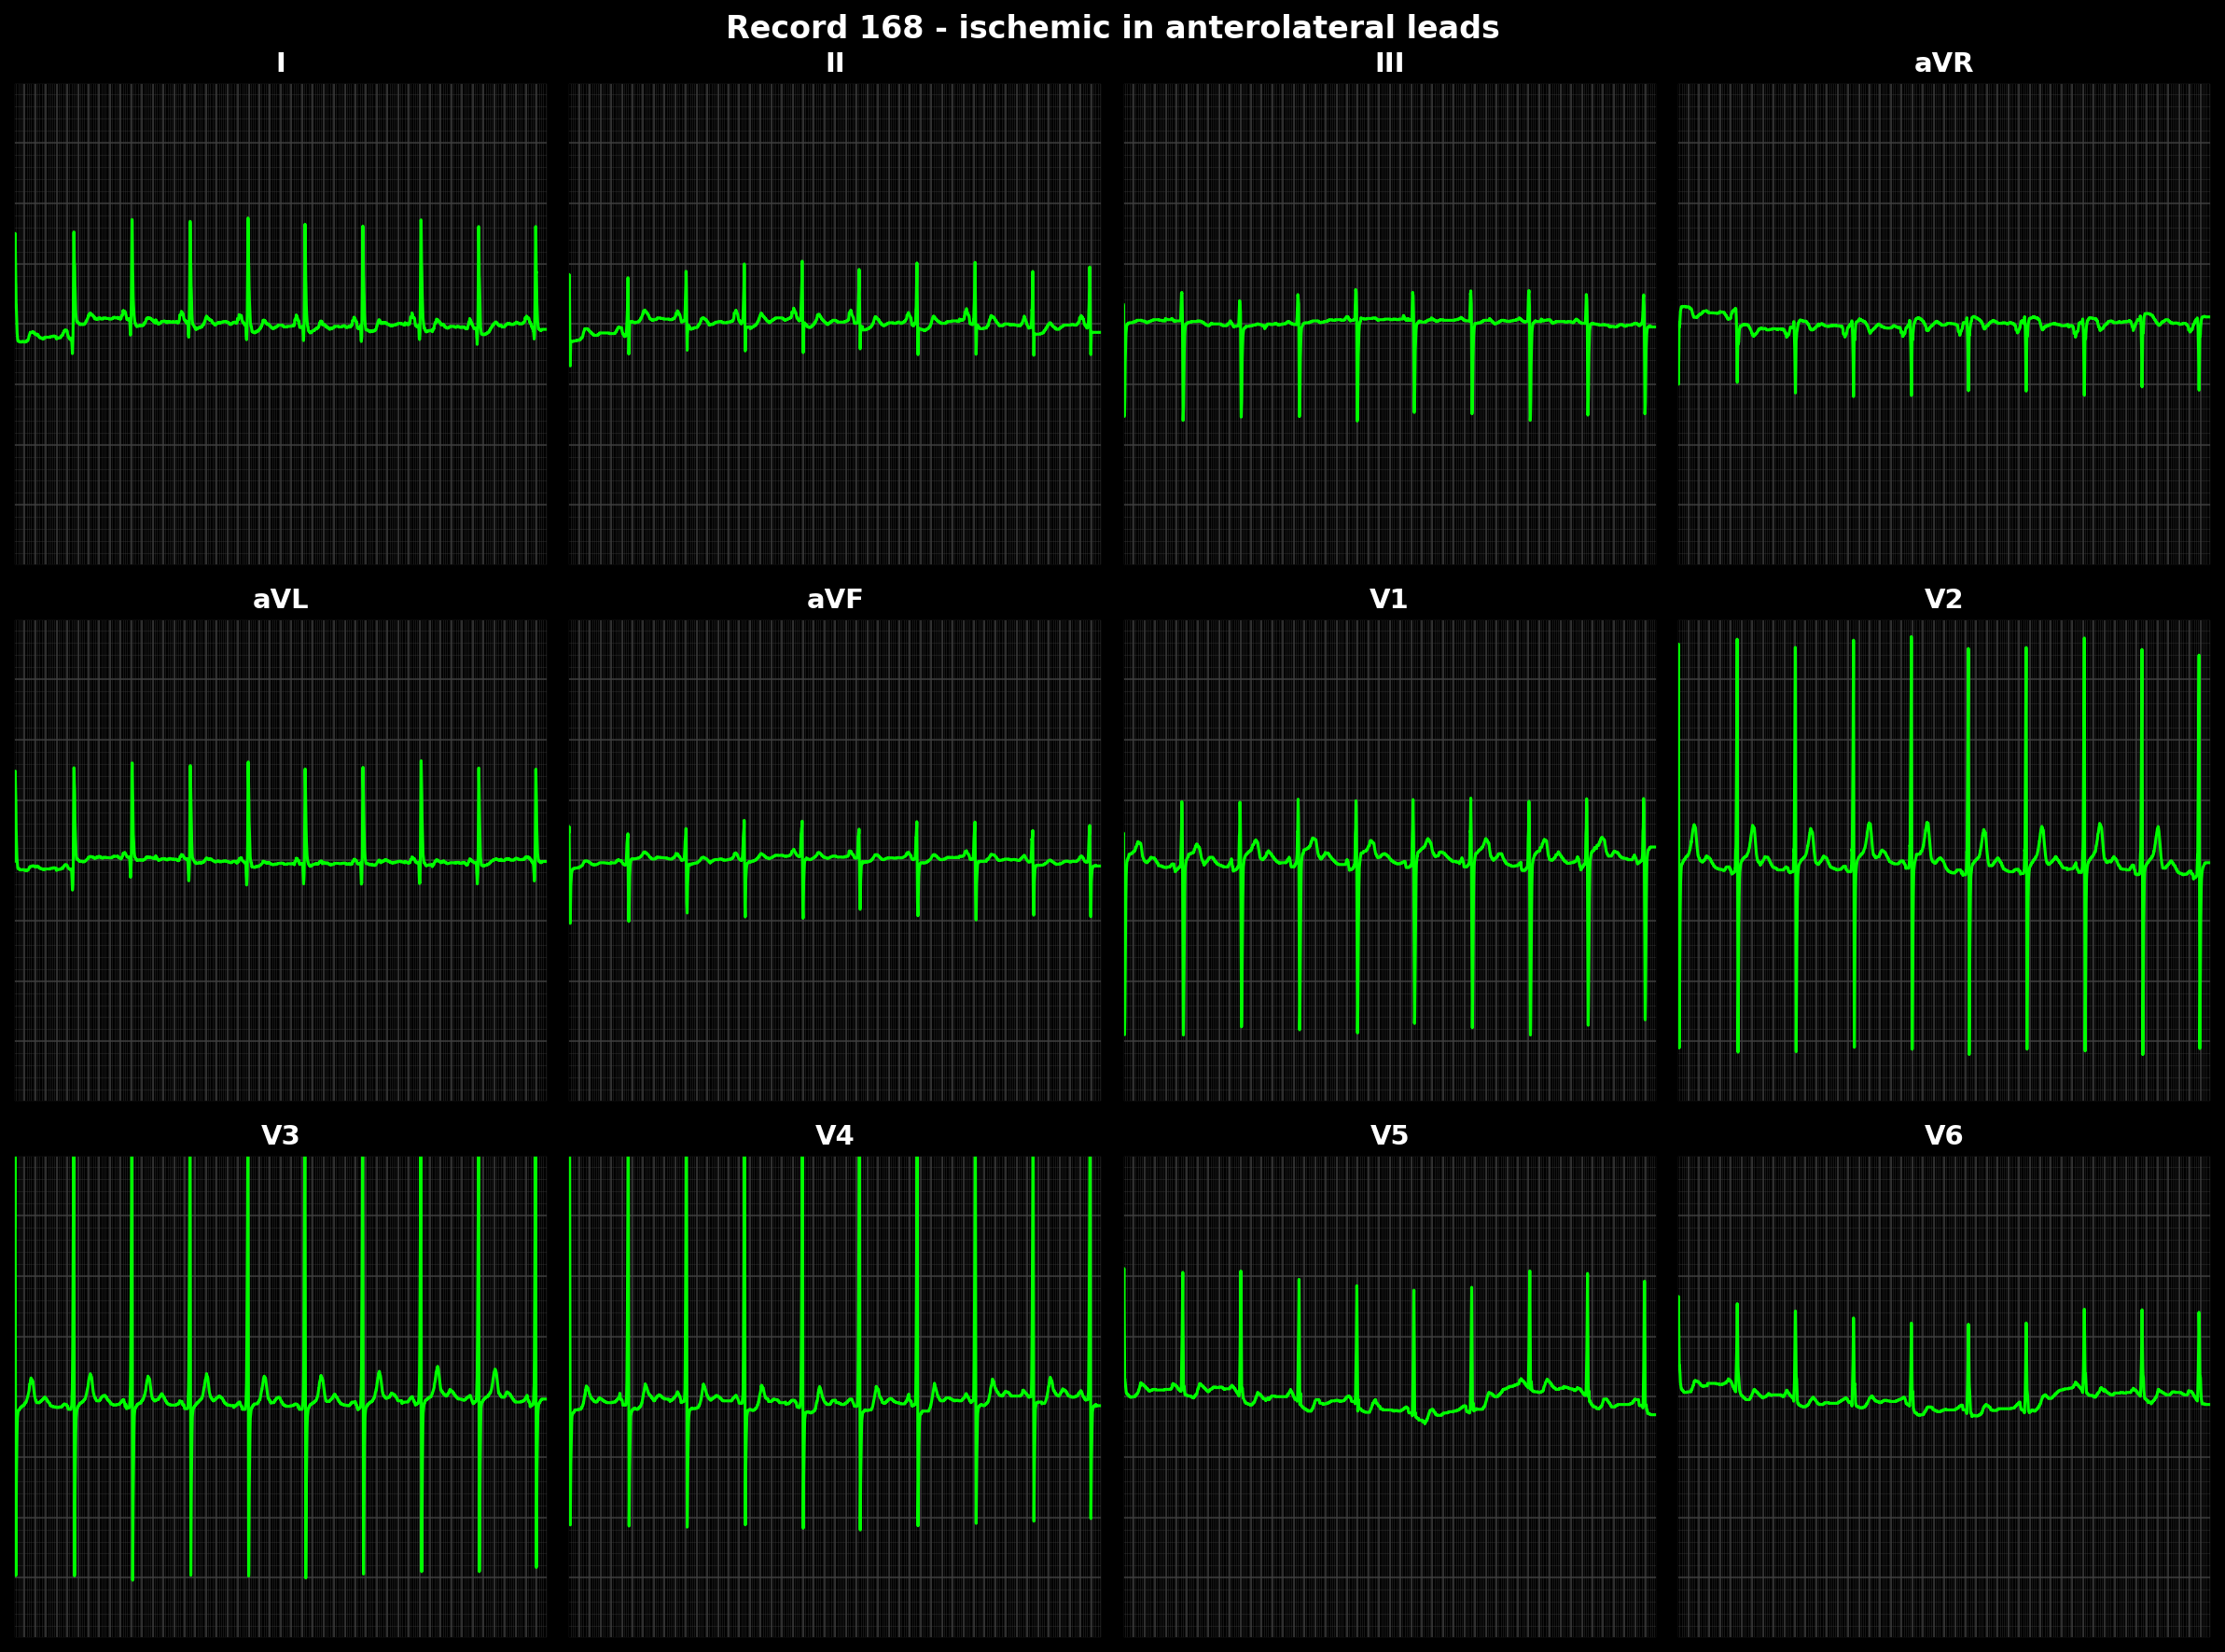 Record 168 - ischemic in anterolateral leads
I II III aVR
aVL aVF V1 V2
V3 V4 V5 V6